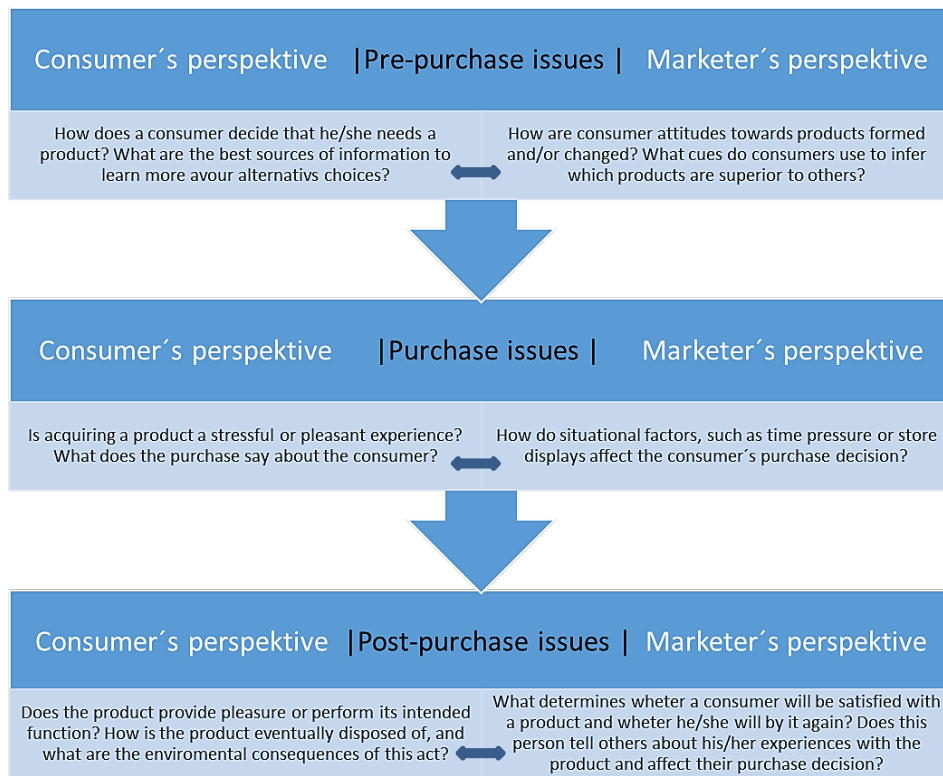 Consumer´s perspektive |Pre-purchase issues | Marketer´s perspektive
How does a consumer decide that he/she needs a
product? What are the best sources of information to
learn more avour alternativs choices?
How are consumer attitudes towards products formed
and/or changed? What cues do consumers use to infer
which products are superior to others?
Consumer´s perspektive |Purchase issues | Marketer´s perspektive
Is acquiring a product a stressful or pleasant experience?
What does the purchase say about the consumer?
How do situational factors, such as time pressure or store
displays affect the consumer´s purchase decision?
Consumer´s perspektive |Post-purchase issues | Marketer´s perspektive
Does the product provide pleasure or perform its intended
function? How is the product eventually disposed of, and
what are the enviromental consequences of this act?
What determines wheter a consumer will be satisfied with
a product and wheter he/she will by it again? Does this
person tell others about his/her experiences with the
product and affect their purchase decision?